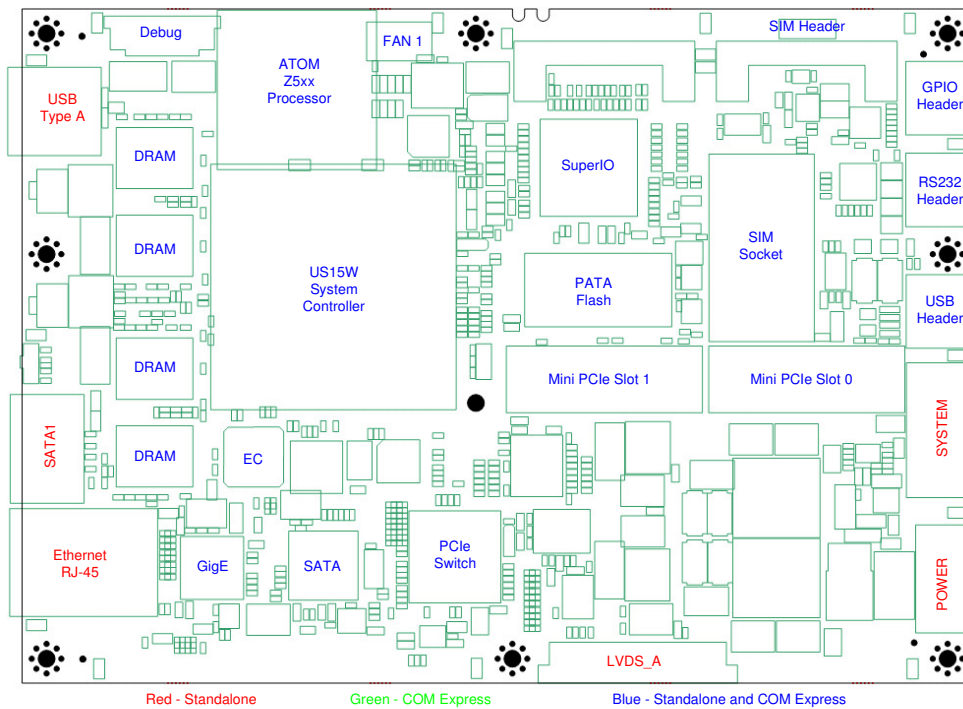 Debug
FAN 1
SIM Header
ATOM
Z5xx
Processor
USB
Type A
GPIO
Header
DRAM
SuperIO
RS232
Header
DRAM
SIM
Socket
US15W
System
Controller
PATA
Flash
USB
Header
DRAM
Mini PCIe Slot 1
Mini PCIe Slot 0
SATA1
SYSTEM
DRAM
EC
Ethernet
RJ-45
GigE
SATA
PCIe
Switch
POWER
LVDS_A
Red - Standalone
Green - COM Express
Blue - Standalone and COM Express